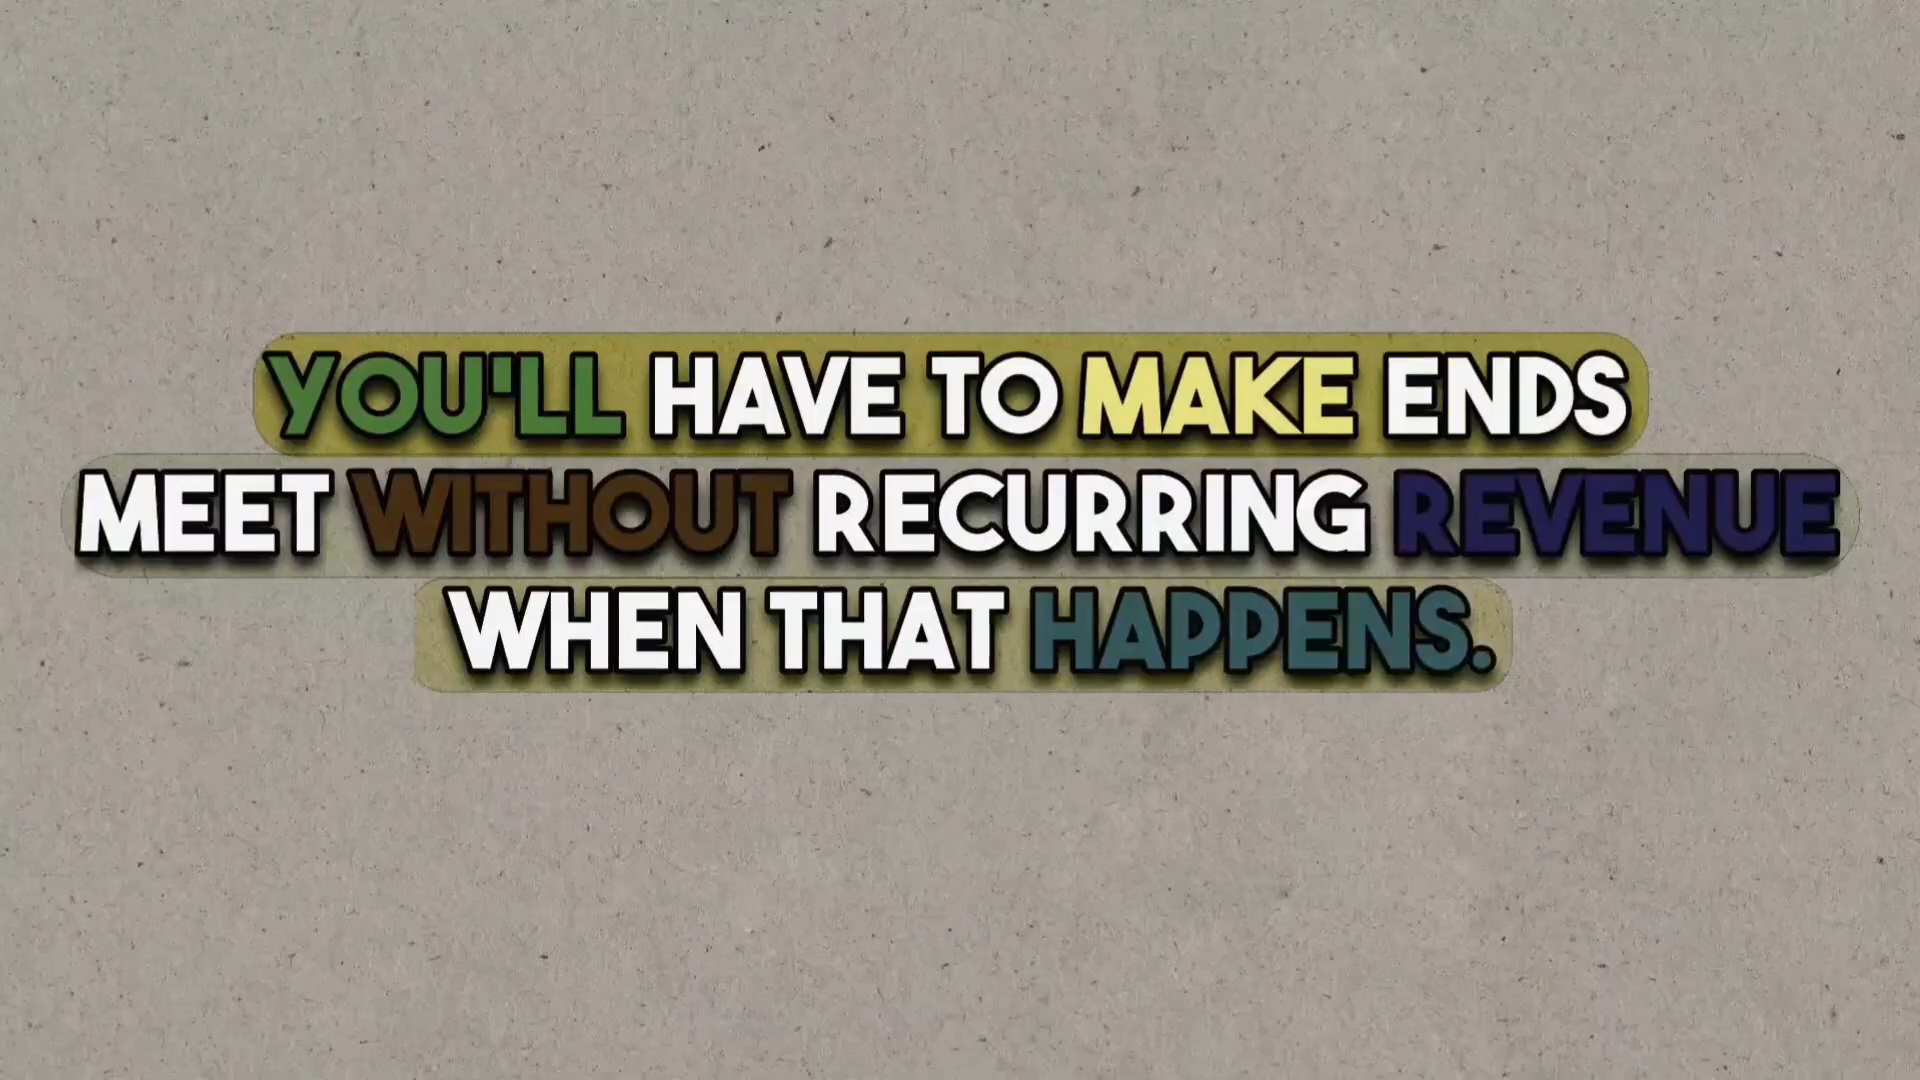 YOU'LL HAVE TO MAKE ENDS
MEET WITHOUT RECURRING REVENUE
WHEN THAT HAPPENS.